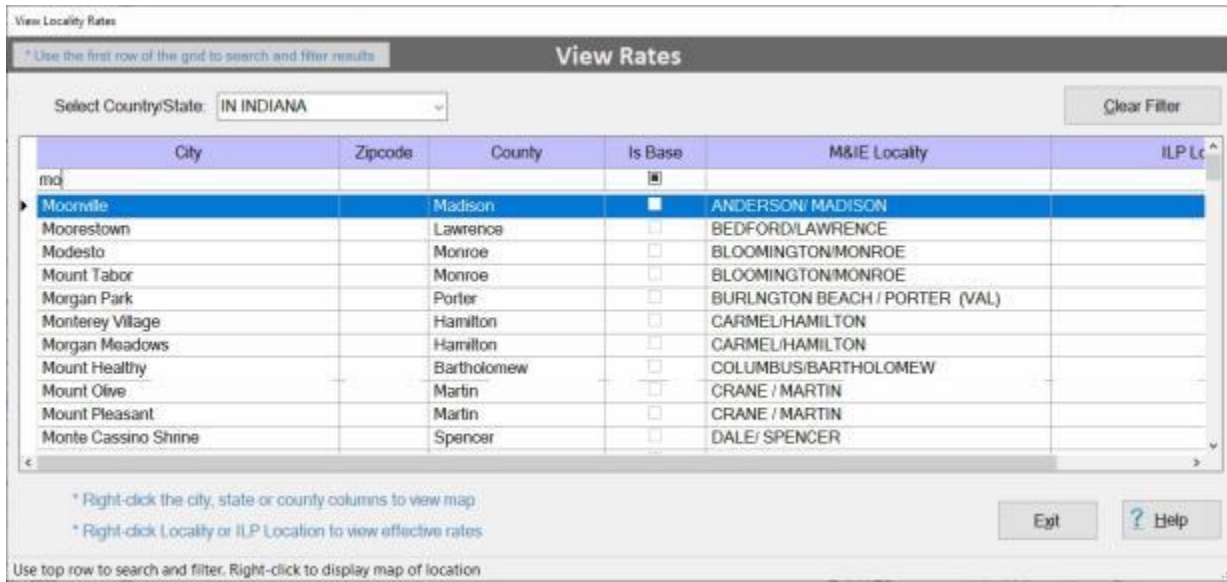 View Locality Rates
* Use the first row of the grid to search and filter results View Rates
Select Country/State: IN INDIANA Clear Filter
City Zipcode County Is Base M&IE Locality ILP Lo
mo
Moonville Madison ANDERSON/ MADISON
Moorestown Lawrence BEDFORD/LAWRENCE
Modesto Monroe BLOOMINGTON/MONROE
Mount Tabor Monroe BLOOMINGTON/MONROE
Morgan Park Porter BURLNGTON BEACH / PORTER (VAL)
Monterey Village Hamilton CARMEL/HAMILTON
Morgan Meadows Hamilton CARMEL/HAMILTON
Mount Healthy Bartholomew COLUMBUS/BARTHOLOMEW
Mount Olive Martin CRANE / MARTIN
Mount Pleasant Martin CRANE / MARTIN
Monte Cassino Shrine Spencer DALE/ SPENCER
* Right-click the city, state or county columns to view map
* Right-click Locality or ILP Location to view effective rates
Exit ? Help
Use top row to search and filter. Right-click to display map of location